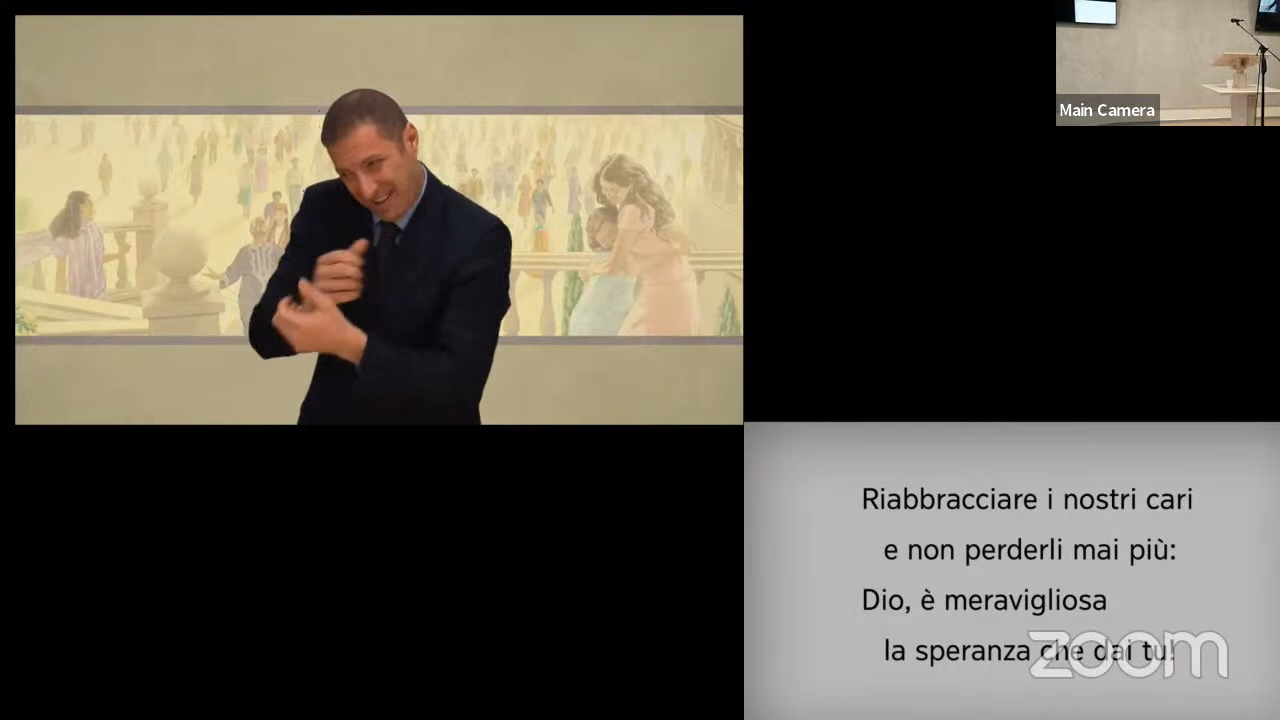 Main Camera
Riabbracciare i nostri cari
e non perderli mai più:
Dio, è meravigliosa
la speranza che dai tu!
zoom